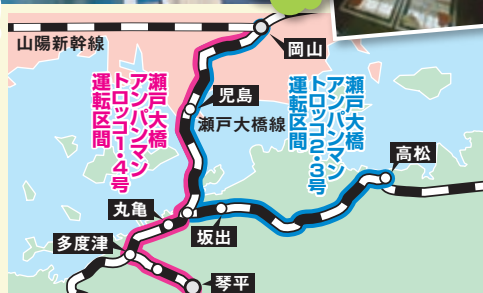 山陽新幹線
岡山
児島
瀬戸大橋線
瀬戸大橋
アンパンマン
トロッコ1・4号
運転区間
瀬戸大橋
アンパンマン
トロッコ2・3号
運転区間
高松
丸亀
坂出
多度津
琴平